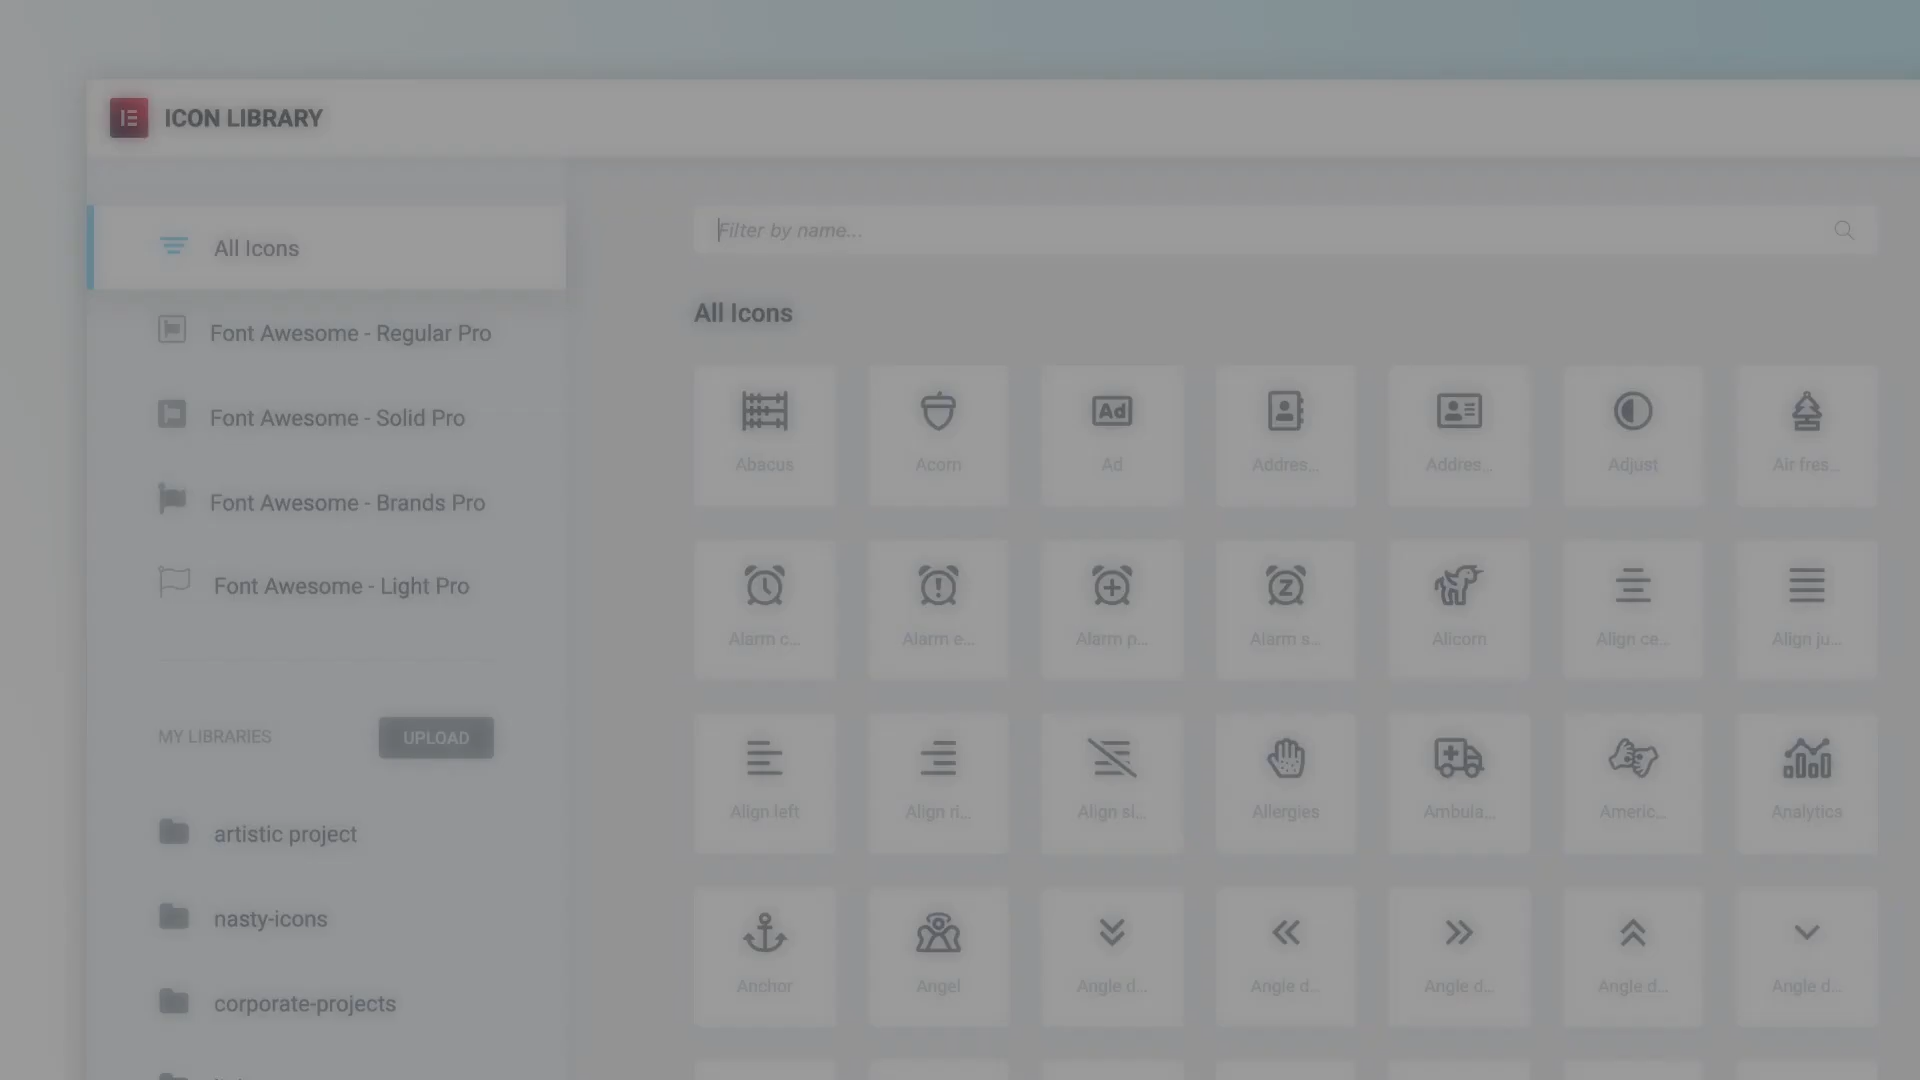 ICON LIBRARY
All Icons
Font Awesome - Regular Pro
Font Awesome - Solid Pro
Font Awesome - Brands Pro
Font Awesome - Light Pro
MY LIBRARIES
UPLOAD
artistic project
nasty-icons
corporate-projects
Filter by name...
All Icons
Ad
Abacus
Acorn
Ad
Addres...
Addres...
Adjust
Air fres...
Alarm c...
Alarm e...
Alarm p...
Alarm s...
Alicorn
Align ce...
Align ju...
Align left
Align ri...
Align sl...
Allergies
Ambula...
Americ...
Analytics
Anchor
Angel
Angle d...
Angle d...
Angle d...
Angle d...
Angle d...